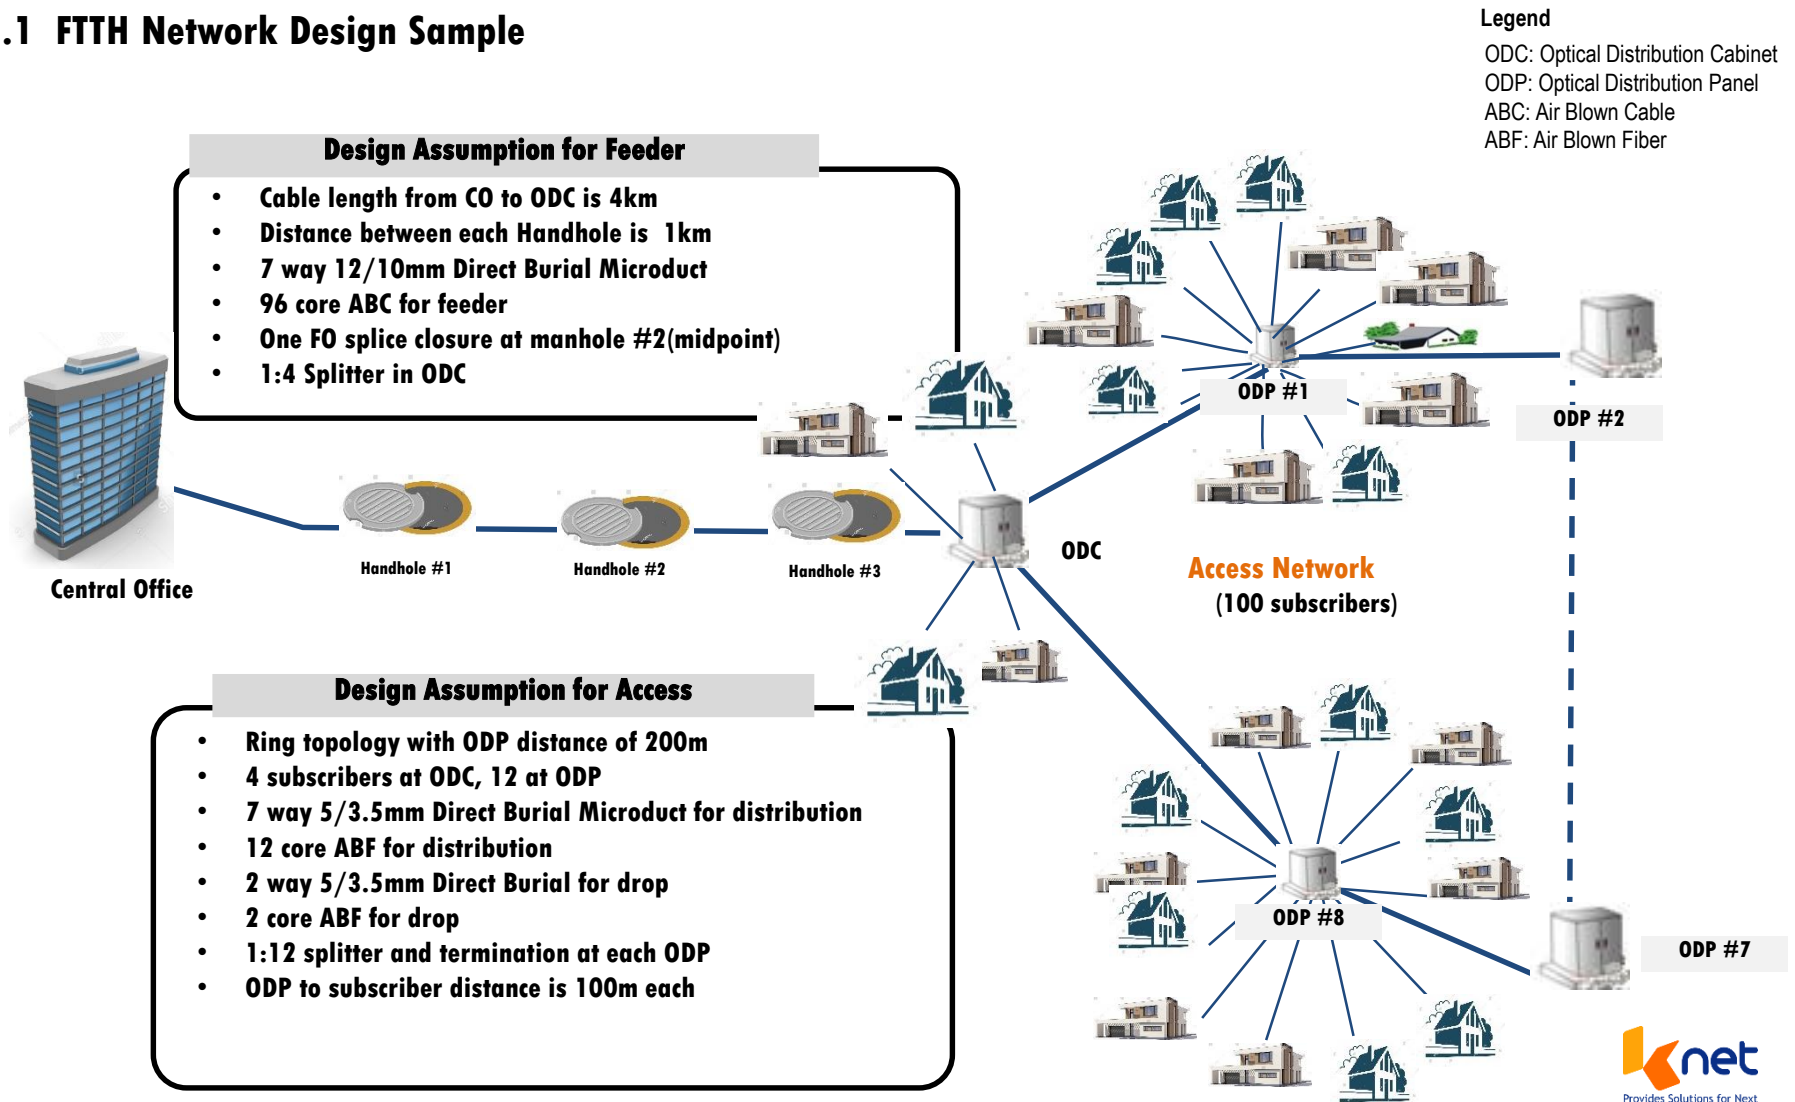 .1 FTTH Network Design Sample
Legend
ODC: Optical Distribution Cabinet
ODP: Optical Distribution Panel
ABC: Air Blown Cable
ABF: Air Blown Fiber
Design Assumption for Feeder
• Cable length from CO to ODC is 4km
• Distance between each Handhole is 1km
• 7 way 12/10mm Direct Burial Microduct
• 96 core ABC for feeder
• One FO splice closure at manhole #2(midpoint)
• 1:4 Splitter in ODC
ODP #1
ODP #2
Handhole #1
Handhole #2
Handhole #3
ODC
Central Office
Access Network
(100 subscribers)
Design Assumption for Access
• Ring topology with ODP distance of 200m
• 4 subscribers at ODC, 12 at ODP
• 7 way 5/3.5mm Direct Burial Microduct for distribution
• 12 core ABF for distribution
• 2 way 5/3.5mm Direct Burial for drop
• 2 core ABF for drop
• 1:12 splitter and termination at each ODP
• ODP to subscriber distance is 100m each
ODP #8
ODP #7
Knet
Provides Solutions for Next